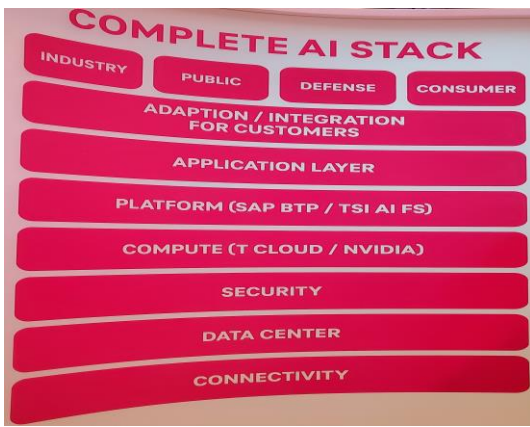 COMPLETE AI STACK
INDUSTRY
PUBLIC
DEFENSE
CONSUMER
ADAPTION / INTEGRATION
FOR CUSTOMERS
APPLICATION LAYER
PLATFORM (SAP BTP / TSI AI FS)
COMPUTE (T CLOUD / NVIDIA)
SECURITY
DATA CENTER
CONNECTIVITY